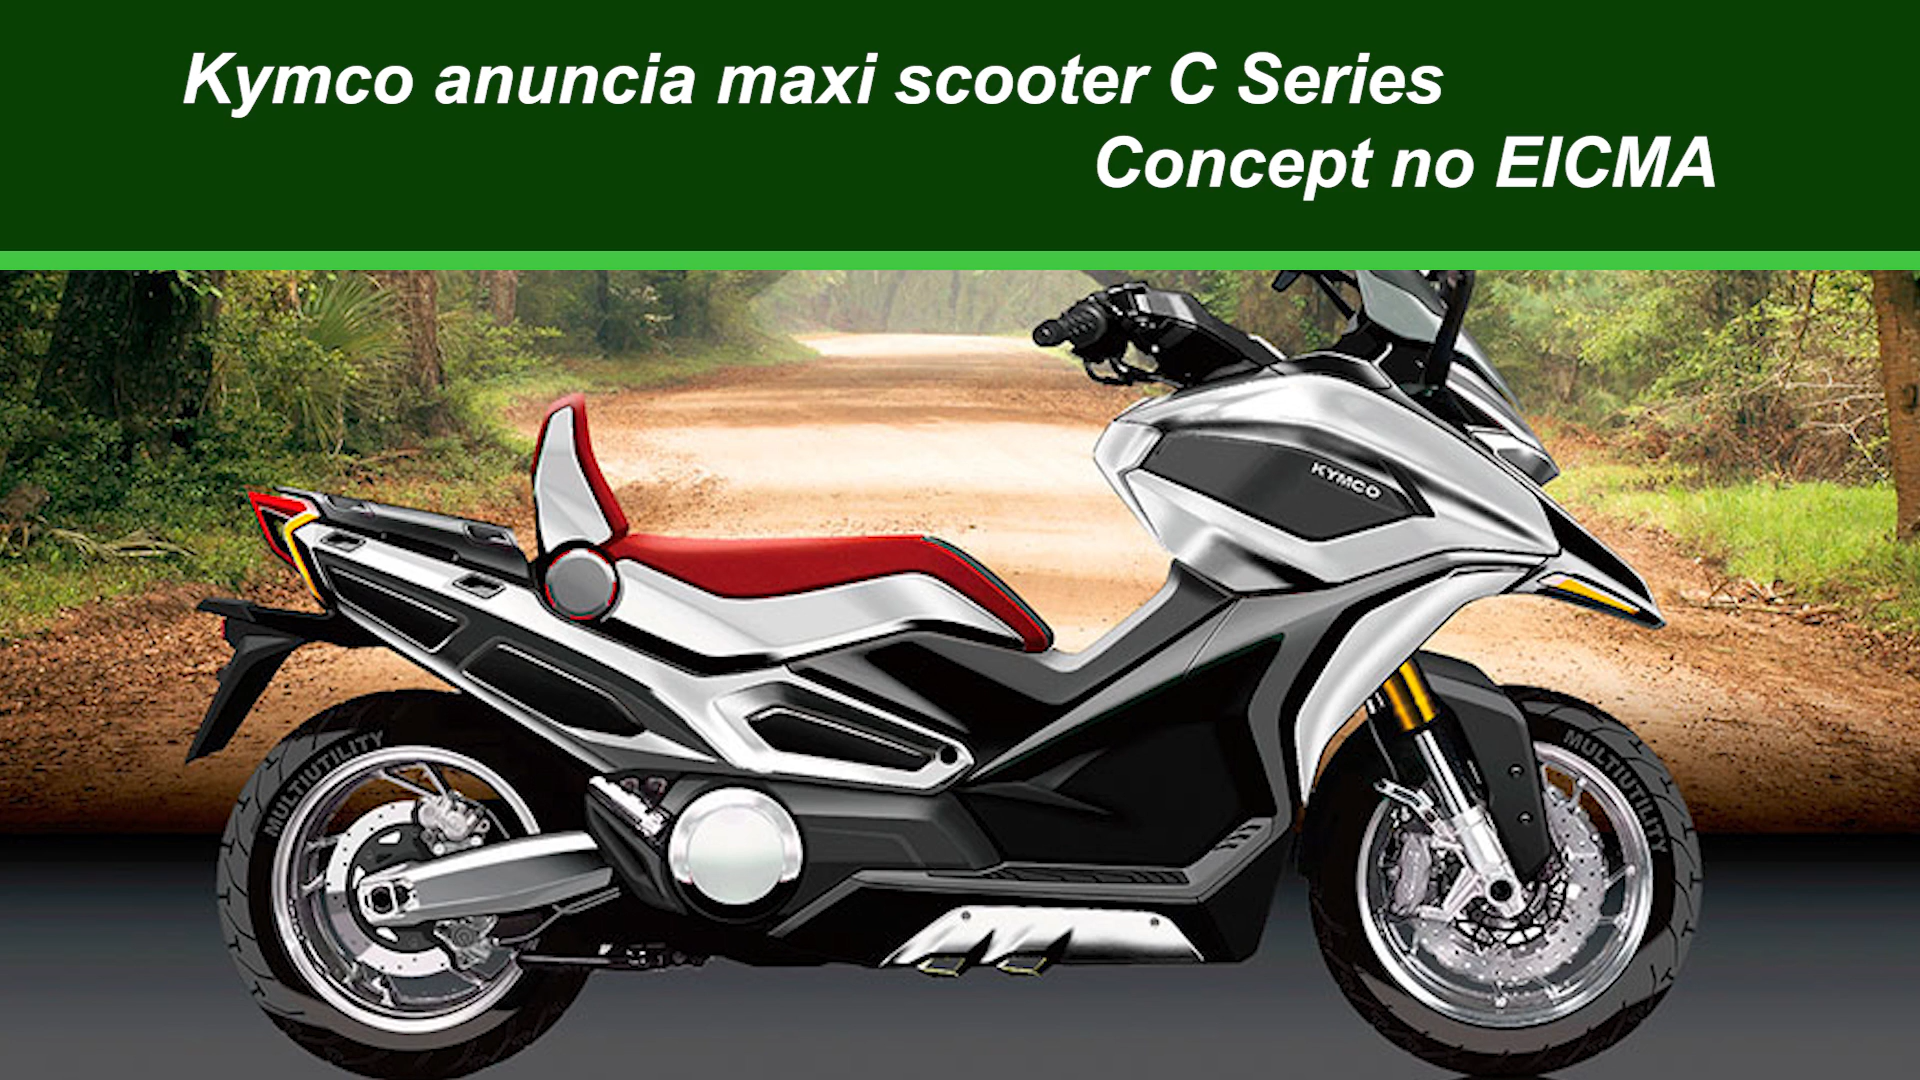 Kymco anuncia maxi scooter C Series
Concept no EICMA
KYMCO
MULTIUTILITY
MULTIUTILITY